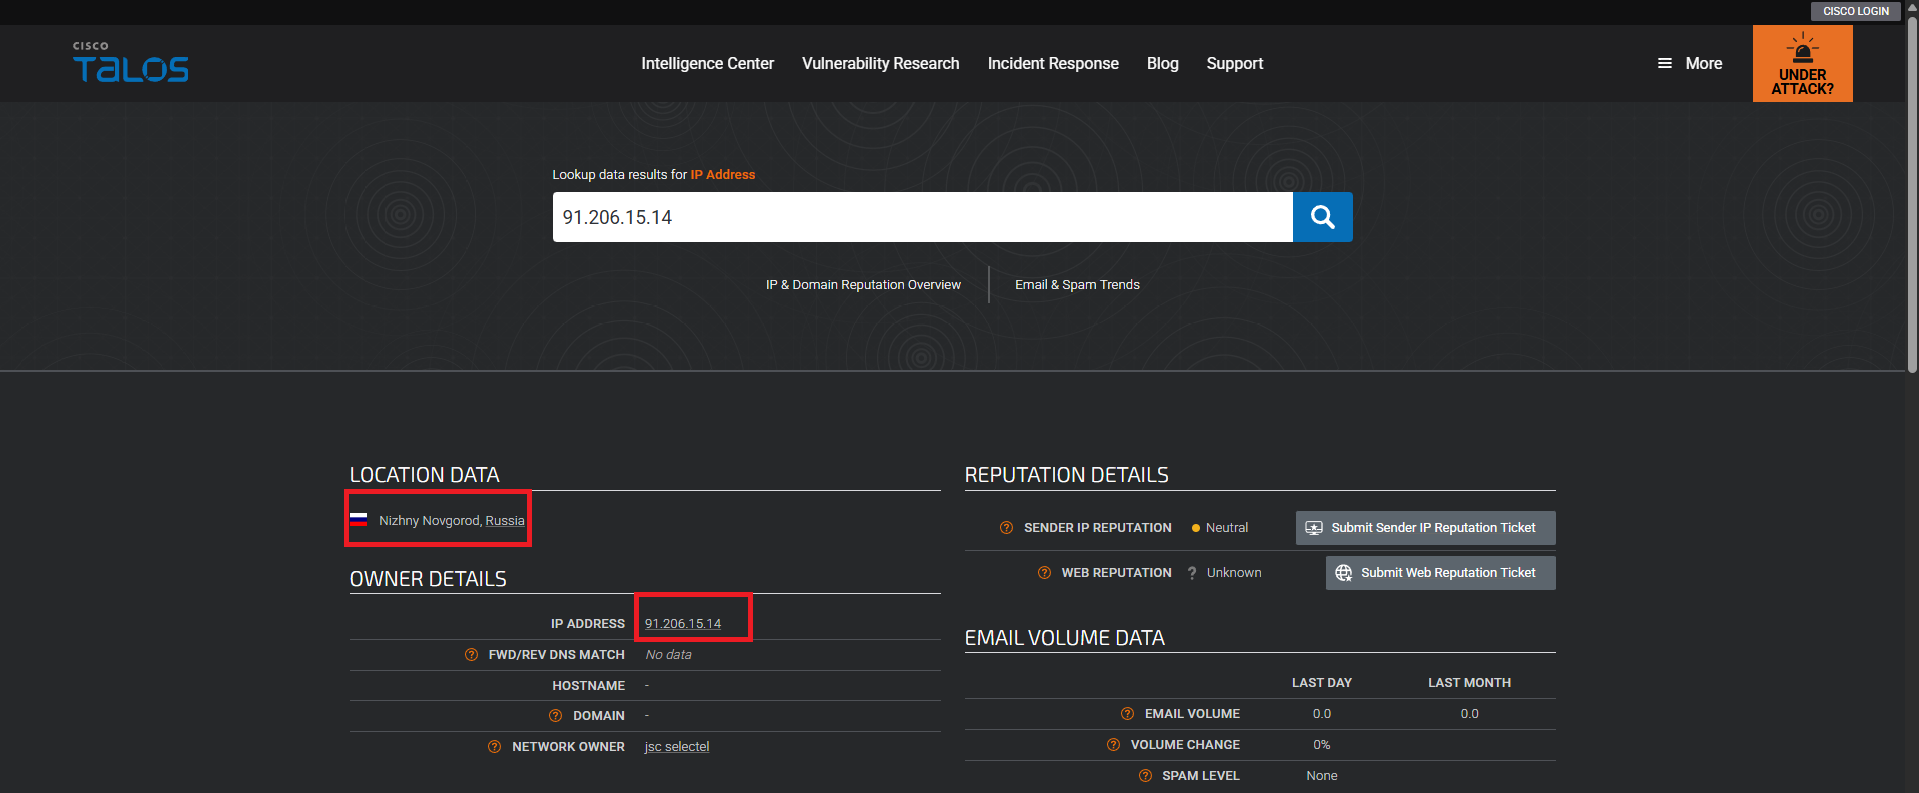 CISCO LOGIN
CISCO
TALOS
Intelligence Center Vulnerability Research Incident Response Blog Support
More
UNDER
ATTACK?
Lookup data results for IP Address
91.206.15.14
IP & Domain Reputation Overview
Email & Spam Trends
LOCATION DATA
Nizhny Novgorod, Russia
OWNER DETAILS
IP ADDRESS 91.206.15.14
? FWD/REV DNS MATCH No data
HOSTNAME -
? DOMAIN -
? NETWORK OWNER jsc selectel
REPUTATION DETAILS
? SENDER IP REPUTATION Neutral Submit Sender IP Reputation Ticket
? WEB REPUTATION ? Unknown Submit Web Reputation Ticket
EMAIL VOLUME DATA
LAST DAY LAST MONTH
? EMAIL VOLUME 0.0 0.0
? VOLUME CHANGE 0%
? SPAM LEVEL None